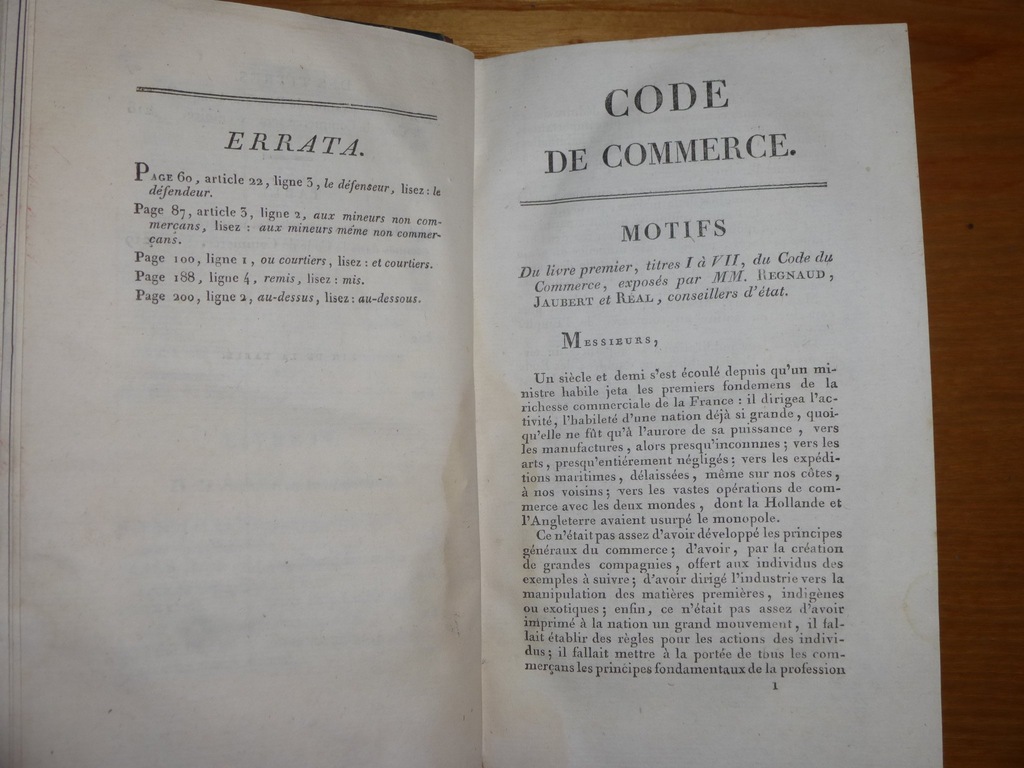 ERRATA.
PAGE 60, article 22, ligne 3, le défenseur, lisez : le
défendeur.
Page 87, article 3, ligne 2, aux mineurs non com-
merçans, lisez : aux mineurs même non commer-
çans.
Page 100, ligne 1, ou courtiers, lisez : et courtiers.
Page 188, ligne 4, remis, lisez : mis.
Page 200, ligne 2, au-dessus, lisez : au-dessous.
CODE
DE COMMERCE.
MOTIFS
Du livre premier, titres I à VII, du Code du
Commerce, exposés par MM. REGNAUD,
JAUBERT et RÉAL, conseillers d'état.
MESSIEURS,
Un siècle et demi s'est écoulé depuis qu'un mi-
nistre habile jeta les premiers fondemens de la
richesse commerciale de la France : il dirigea l'ac-
tivité, l'habileté d'une nation déjà si grande, quoi-
qu'elle ne fût qu'à l'aurore de sa puissance, vers
les manufactures, alors presqu'inconnues ; vers les
arts, presqu'entiérement négligés ; vers les expédi-
tions maritimes, délaissées, même sur nos côtes,
à nos voisins ; vers les vastes opérations de com-
merce avec les deux mondes, dont la Hollande et
l'Angleterre avaient usurpé le monopole.
Ce n'était pas assez d'avoir développé les principes
généraux du commerce ; d'avoir, par la création
de grandes compagnies, offert aux individus des
exemples à suivre ; d'avoir dirigé l'industrie vers la
manipulation des matières premières, indigènes
ou exotiques ; enfin, ce n'était pas assez d'avoir
imprimé à la nation un grand mouvement, il fal-
lait établir des règles pour les actions des indivi-
dus ; il fallait mettre à la portée de tous les com-
merçans les principes fondamentaux de la profession
1